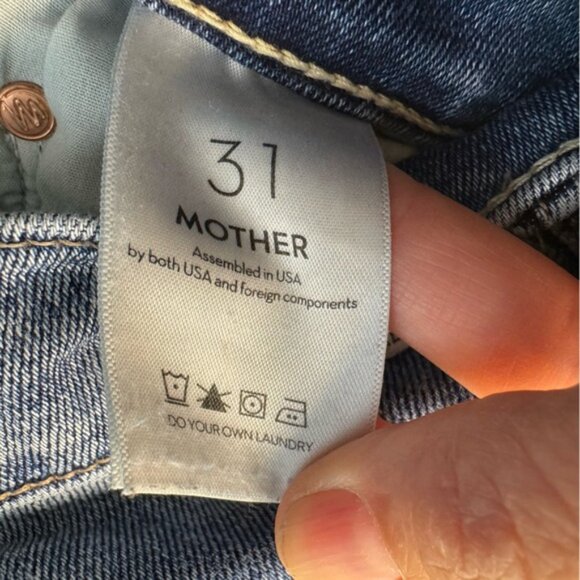 31
MOTHER
Assembled in USA
by both USA and foreign components
DO YOUR OWN LAUNDRY